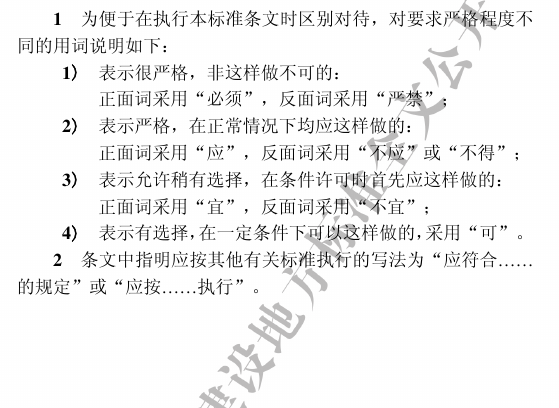 1 为便于在执行本标准条文时区别对待，对要求严格程度不
同的用词说明如下：
1） 表示很严格，非这样做不可的：
正面词采用“必须”，反面词采用“严禁”；
2） 表示严格，在正常情况下均应这样做的：
正面词采用“应”，反面词采用“不应”或“不得”；
3） 表示允许稍有选择，在条件许可时首先应这样做的：
正面词采用“宜”，反面词采用“不宜”；
4） 表示有选择，在一定条件下可以这样做的，采用“可”。
2 条文中指明应按其他有关标准执行的写法为“应符合……
的规定”或“应按……执行”。
建设地方标准全文公开